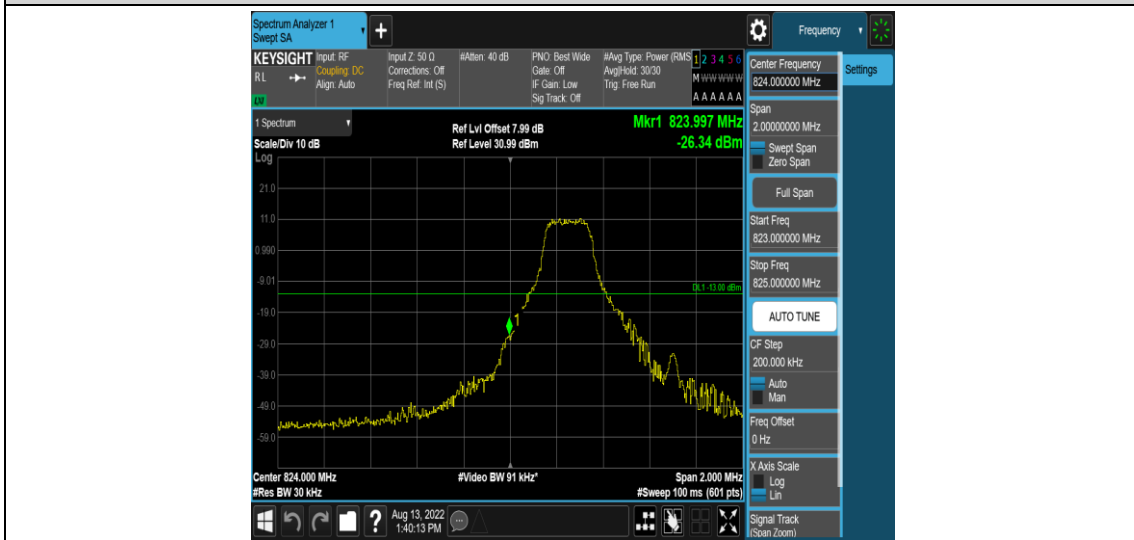 Spectrum Analyzer 1
Swept SA
+
Frequency
KEYSIGHT
RL
LXI
Input: RF
Coupling: DC
Align: Auto
Input Z: 50 Ω
Corrections: Off
Freq Ref: Int (S)
#Atten: 40 dB
PNO: Best Wide
Gate: Off
IF Gain: Low
Sig Track: Off
#Avg Type: Power (RMS
Avg|Hold: 30/30
Trig: Free Run
1 2 3 4 5 6
M W W W W W
A A A A A A
1 Spectrum
Scale/Div 10 dB
Log
Ref Lvl Offset 7.99 dB
Ref Level 30.99 dBm
Mkr1 823.997 MHz
-26.34 dBm
21.0
11.0
0.990
-9.01
-19.0
-29.0
-39.0
-49.0
-59.0
DL1 -13.00 dBm
1
Center 824.000 MHz
#Res BW 30 kHz
#Video BW 91 kHz*
Span 2.000 MHz
#Sweep 100 ms (601 pts)
Center Frequency
824.000000 MHz
Settings
Span
2.00000000 MHz
Swept Span
Zero Span
Full Span
Start Freq
823.000000 MHz
Stop Freq
825.000000 MHz
AUTO TUNE
CF Step
200.000 kHz
Auto
Man
Freq Offset
0 Hz
X Axis Scale
Log
Lin
Signal Track
(Span Zoom)
?
Aug 13, 2022
1:40:13 PM